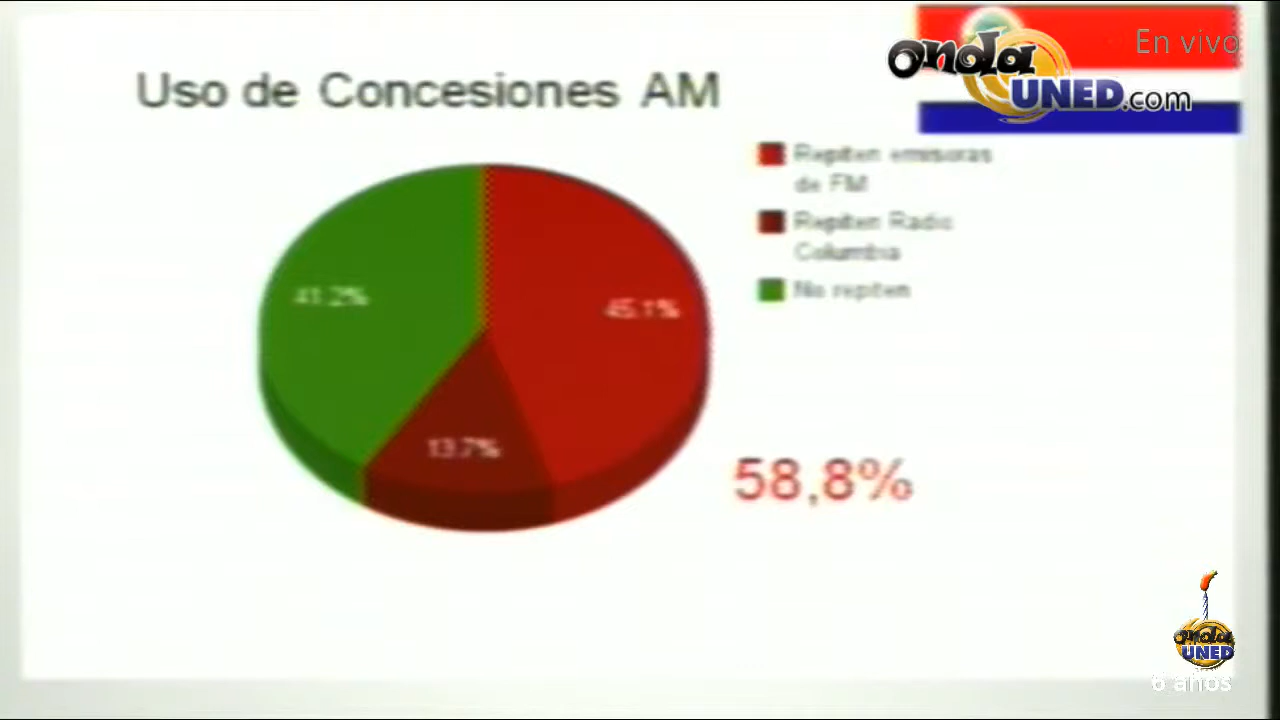 Uso de Concesiones AM
onda
UNED.com
En vivo
Repiten emisoras
de FM
Repiten Radio
Columbia
No repiten
41.2%
45.1%
13.7%
58,8%
onda
UNED
6 años